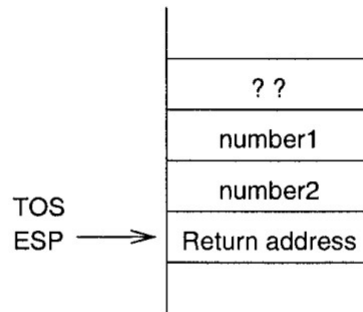 ? ?
number1
number2
TOS
ESP
Return address